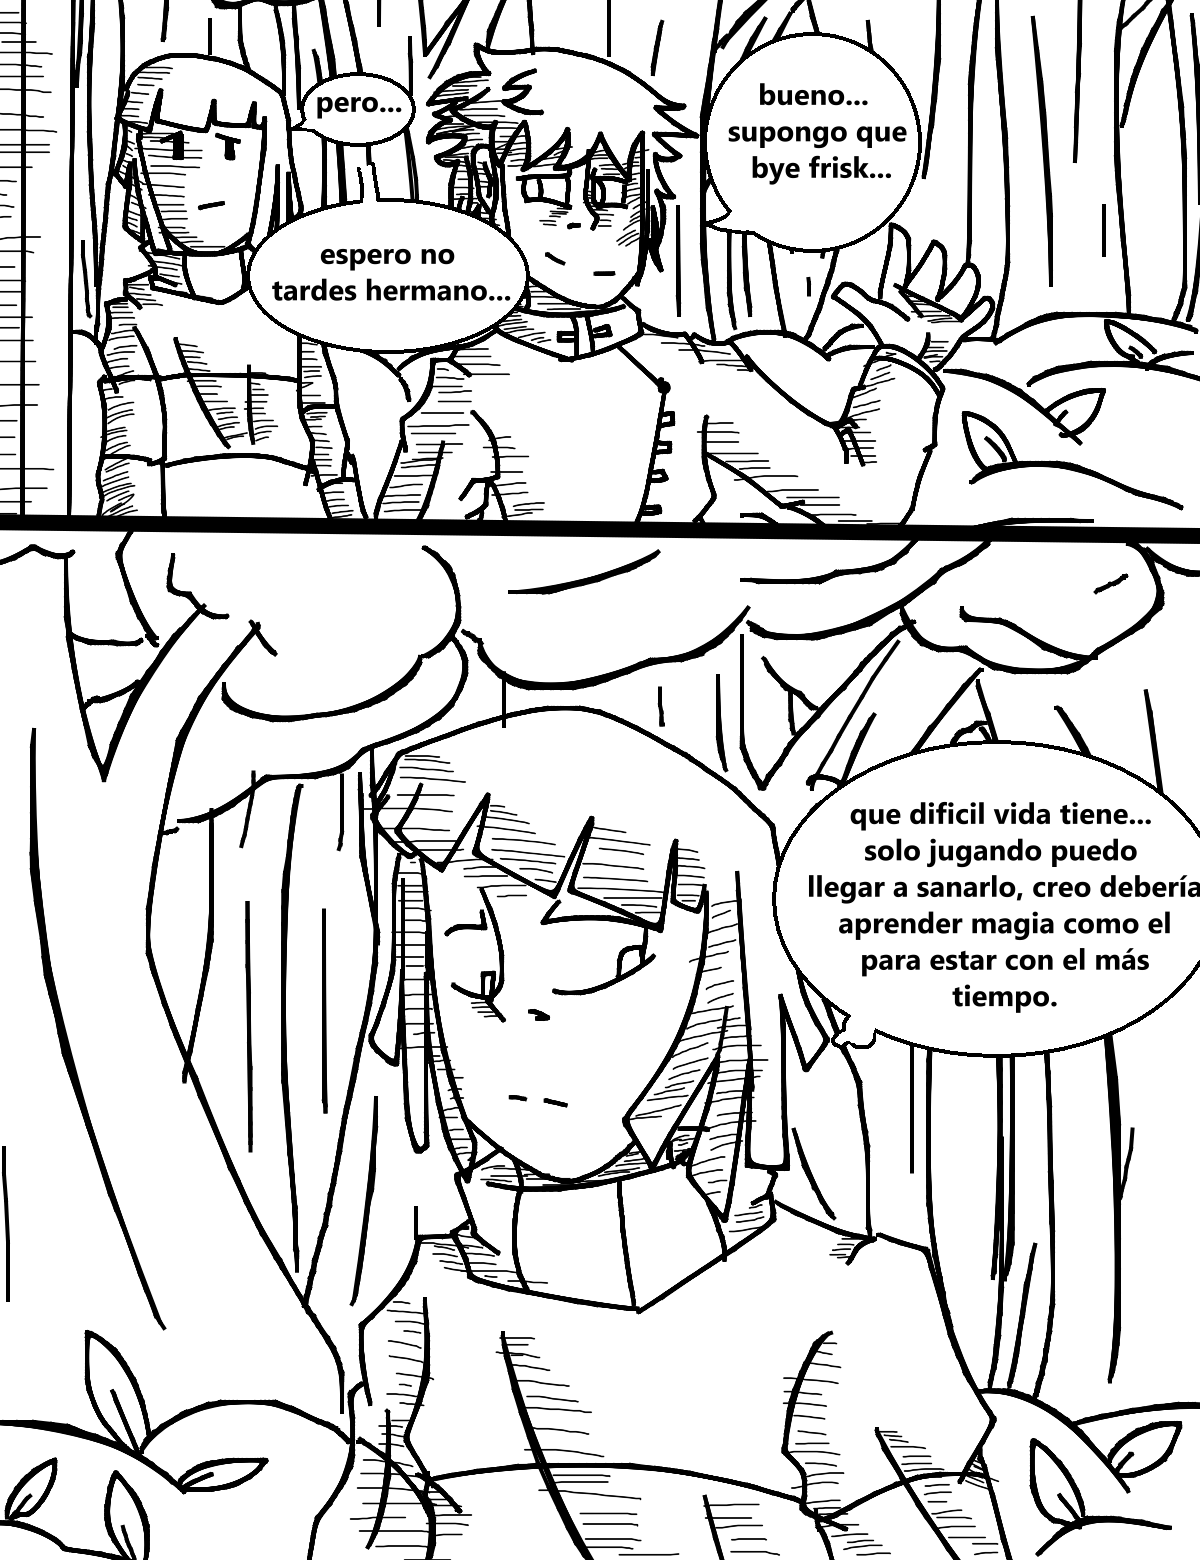 pero...
espero no
tardes hermano...
bueno...
supongo que
bye frisk...
que dificil vida tiene...
solo jugando puedo
llegar a sanarlo, creo debería
aprender magia como el
para estar con el más
tiempo.